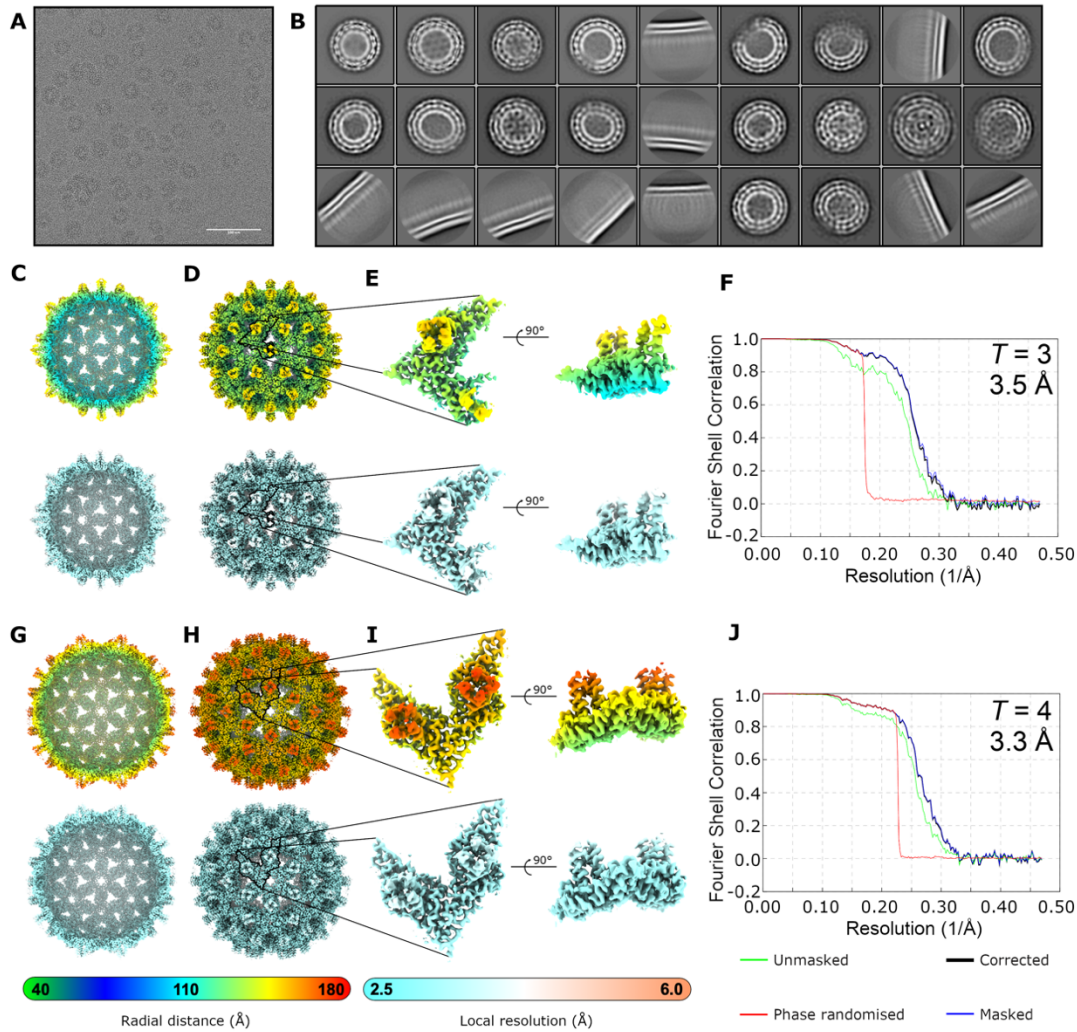 A
B
C
D
E
90°
90°
F
T = 3
3.5 Å
1.0
0.8
0.6
0.4
0.2
0.0
-0.2
Fourier Shell Correlation
0.00 0.10 0.20 0.30 0.40 0.50
Resolution (1/Å)
G
H
I
90°
90°
J
T = 4
3.3 Å
1.0
0.8
0.6
0.4
0.2
0.0
-0.2
Fourier Shell Correlation
0.00 0.10 0.20 0.30 0.40 0.50
Resolution (1/Å)
40 110 180
Radial distance (Å)
2.5 6.0
Local resolution (Å)
Unmasked
Corrected
Phase randomised
Masked